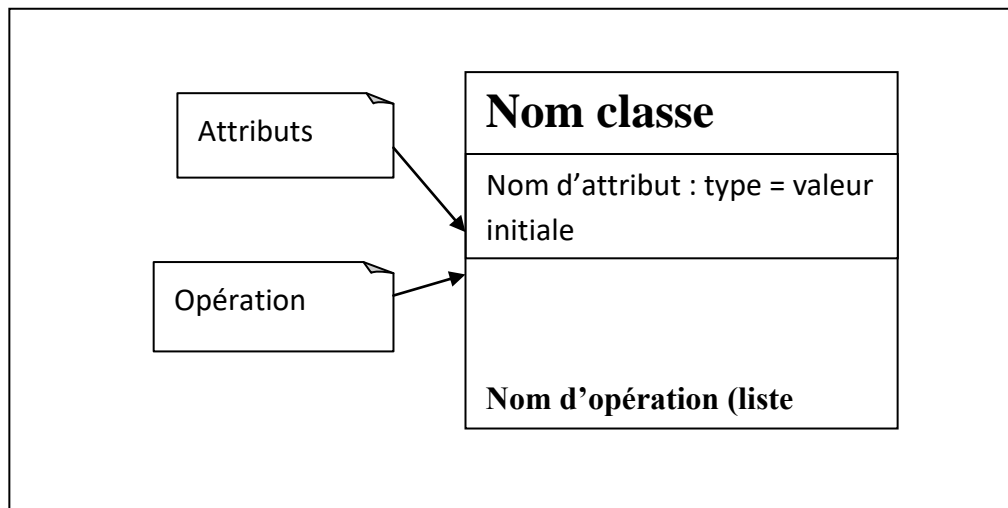 Attributs
Opération
Nom classe
Nom d’attribut : type = valeur
initiale
Nom d’opération (liste